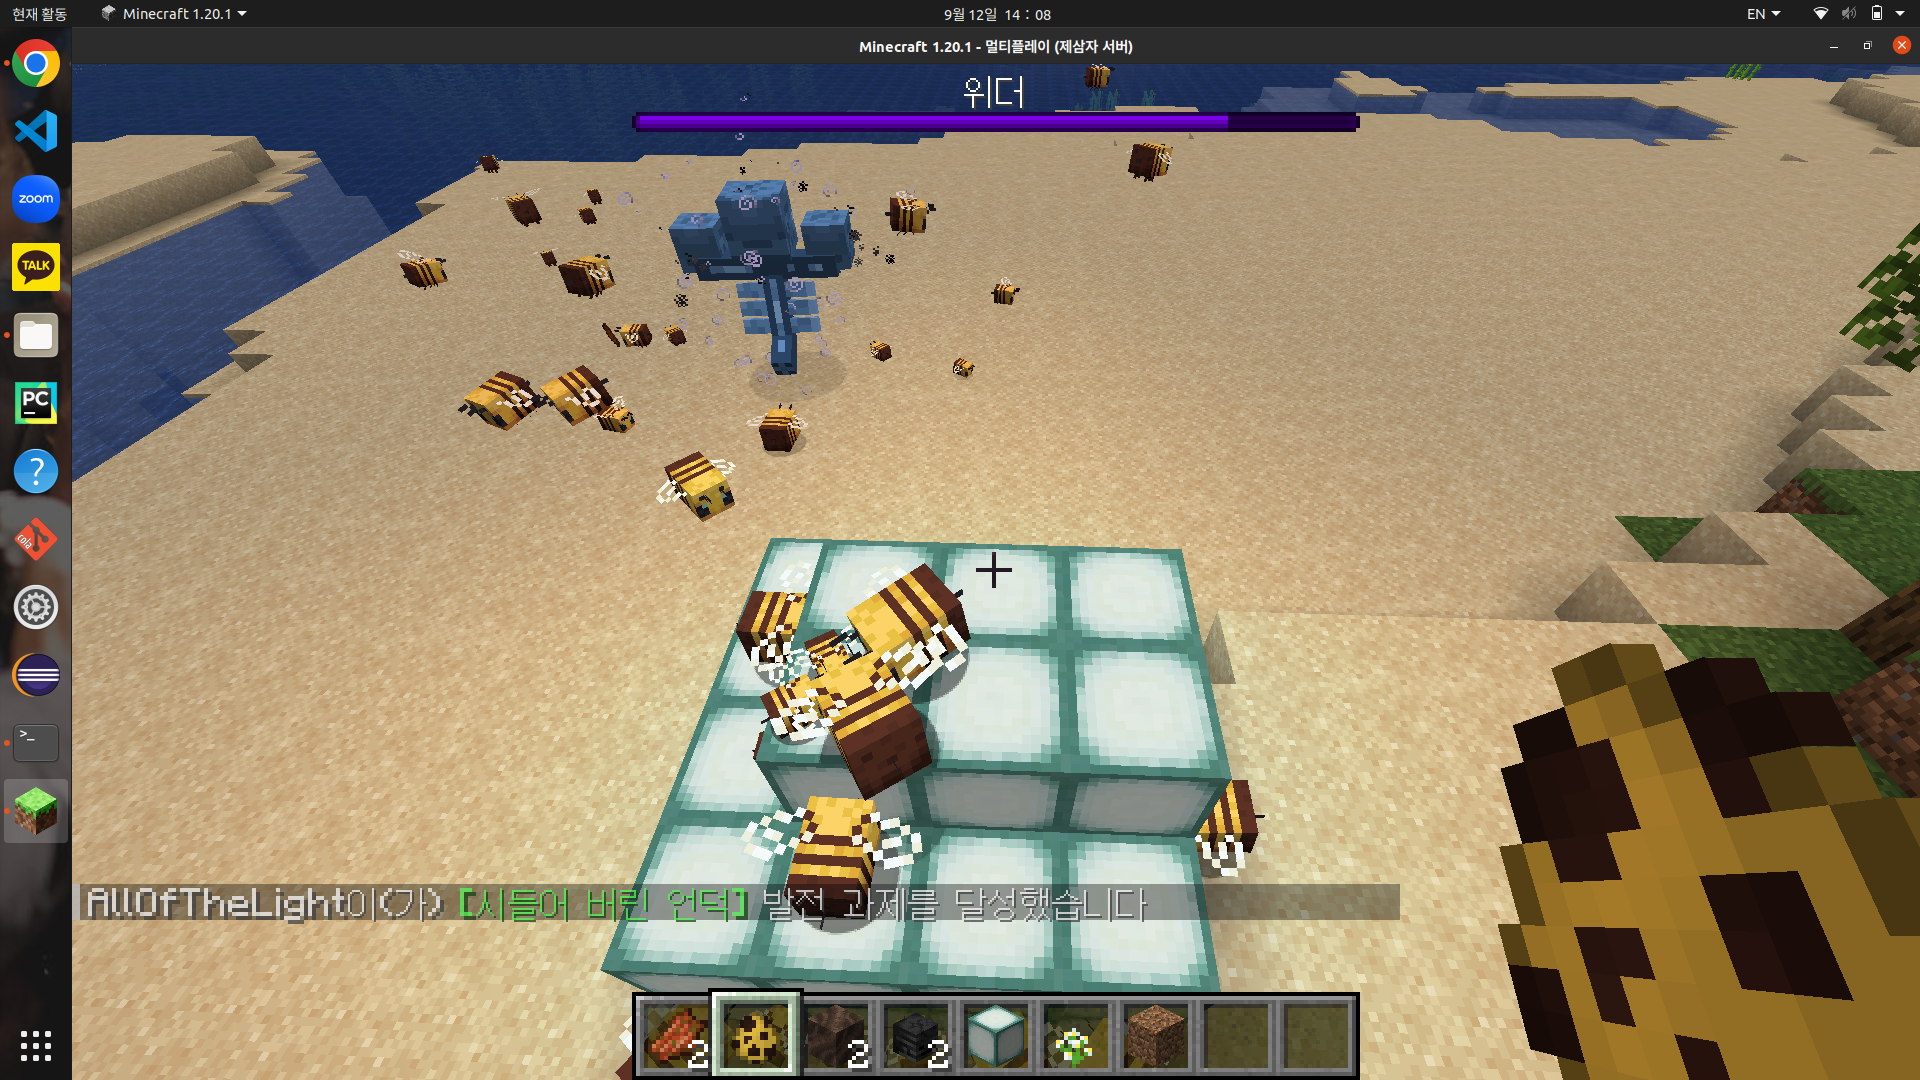 현재 활동
Minecraft 1.20.1
9월 12일 14 : 08
EN
Minecraft 1.20.1 - 멀티플레이 (제삼자 서버)
위더
zoom
TALK
PC
?
cola
>_
AllOfTheLight이(가) [시들어 버린 언덕] 발전 과제를 달성했습니다
2 2 2